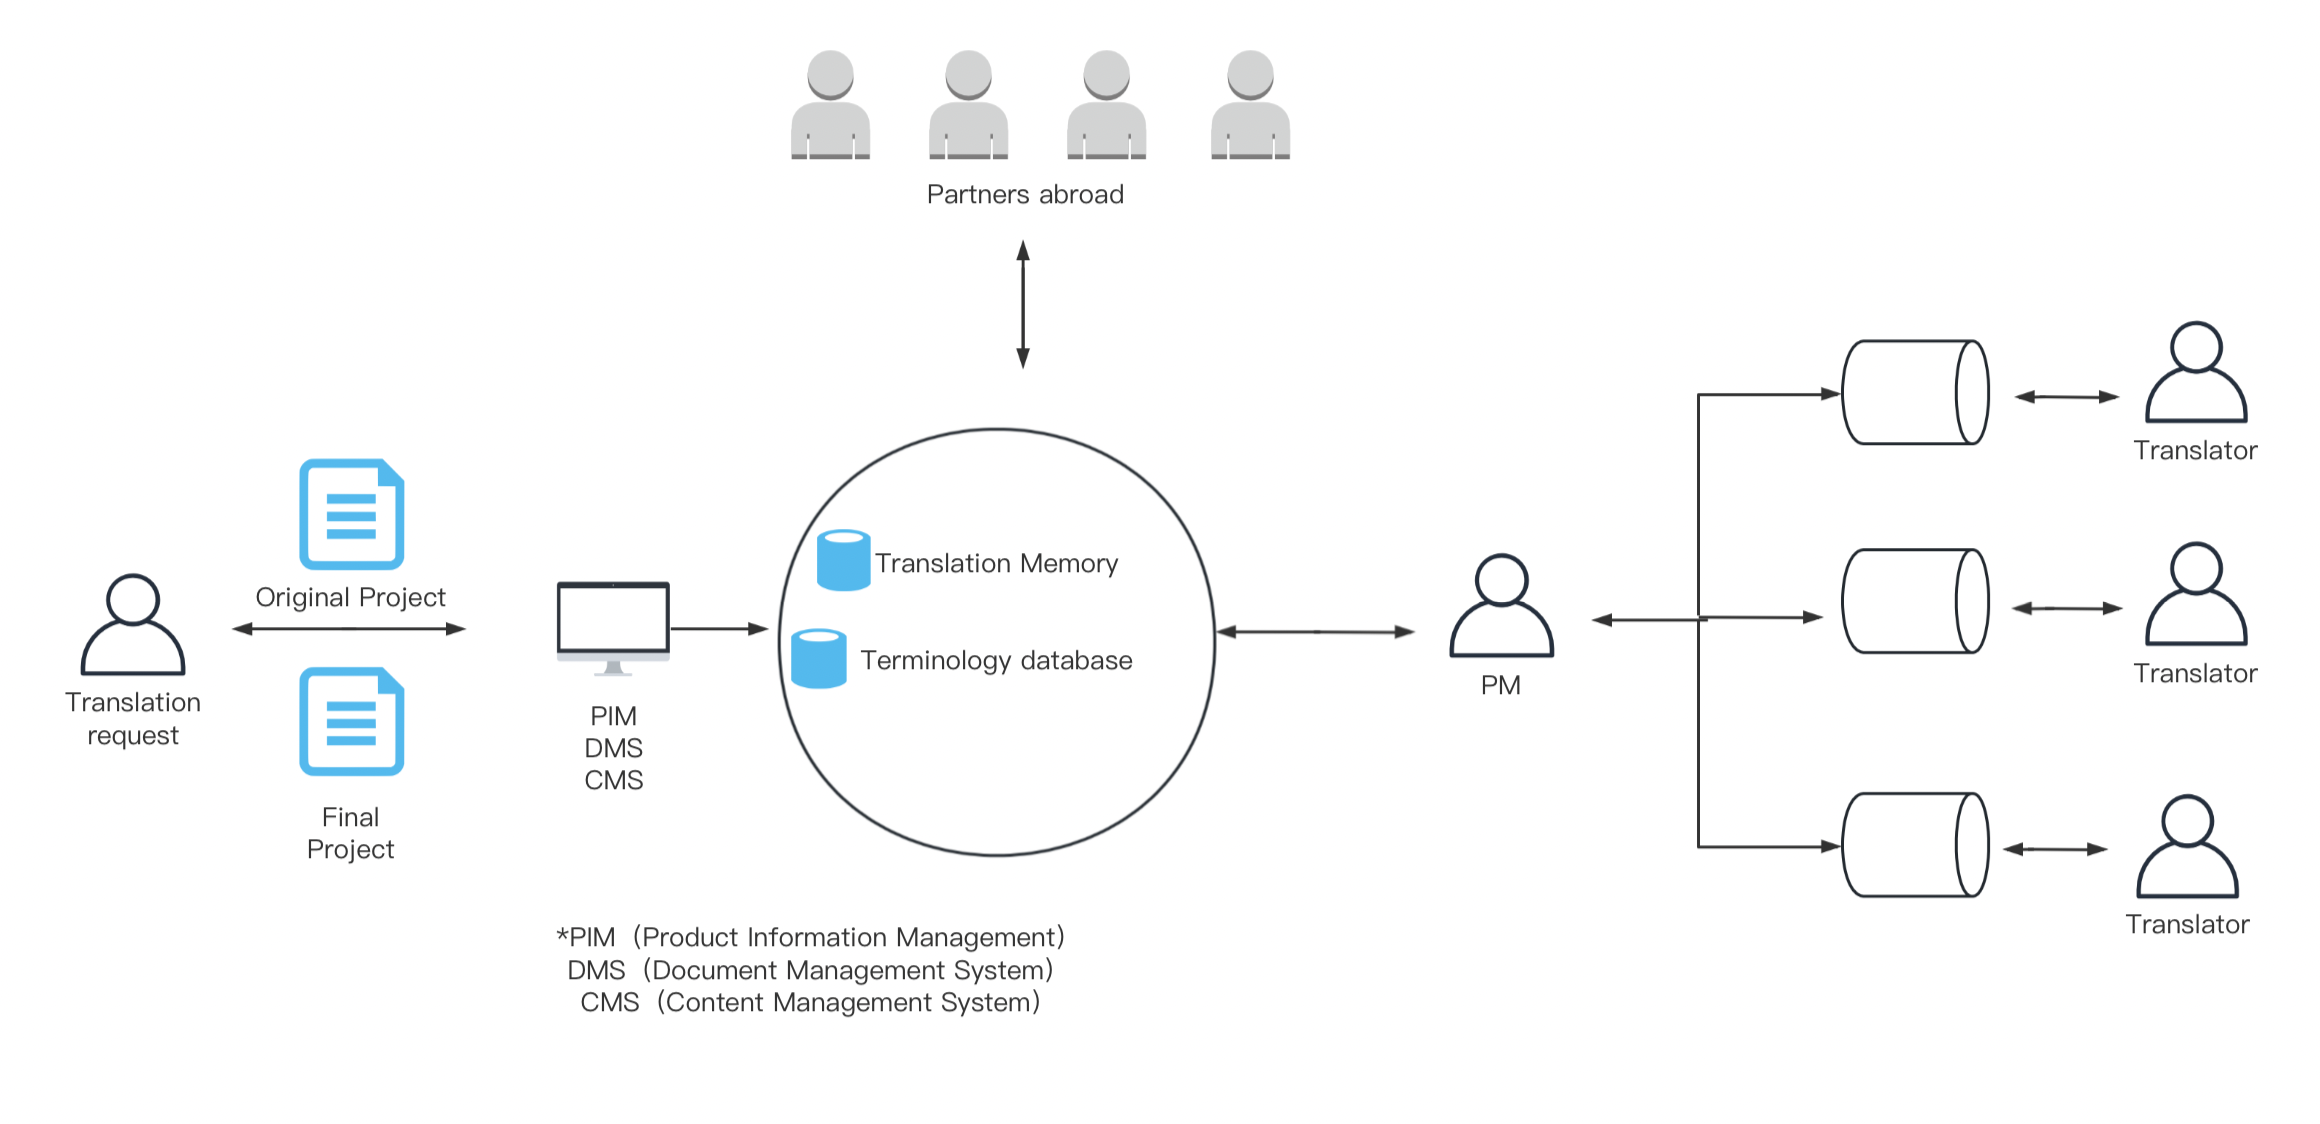 Partners abroad
Translator
Translation Memory
Original Project
Terminology database
Translator
PM
Translation
request
PIM
DMS
CMS
Final
Project
Translator
*PIM（Product Information Management）
DMS（Document Management System）
CMS（Content Management System）